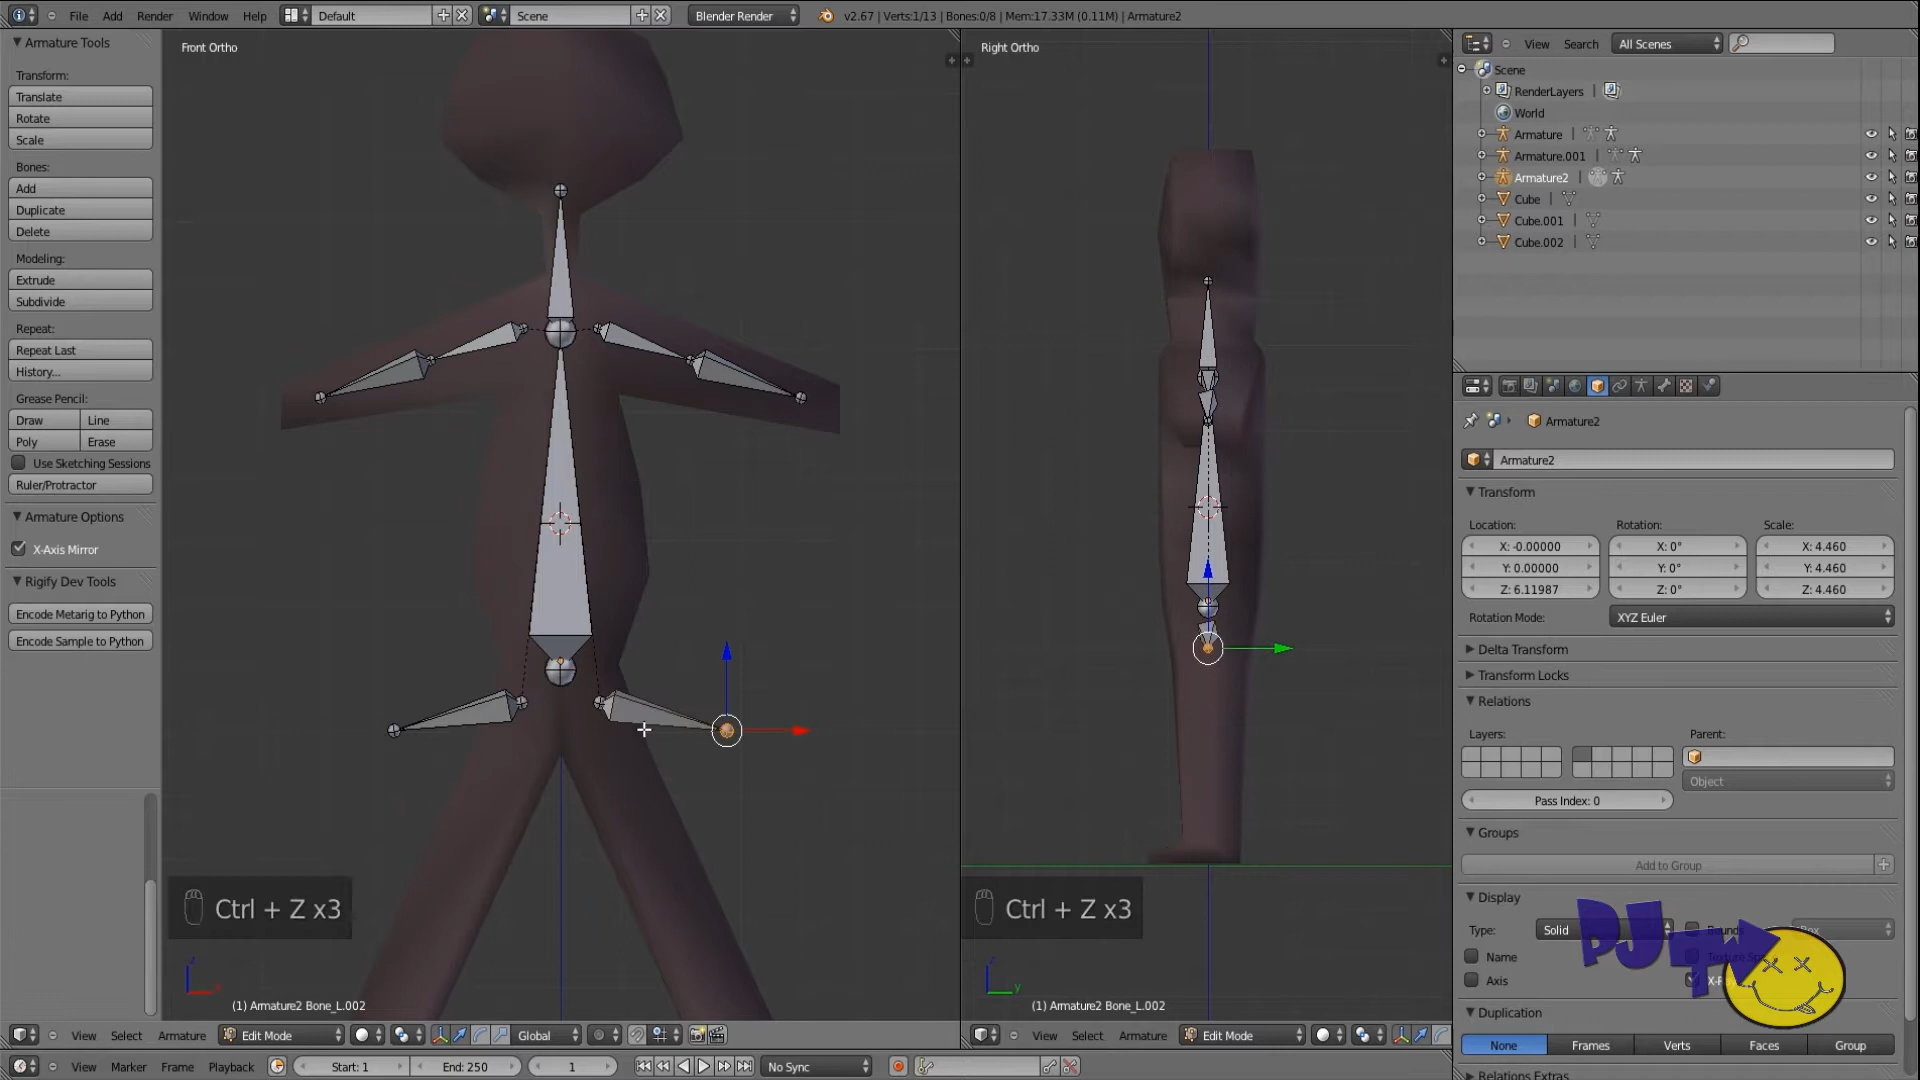 File Add Render Window Help Default Scene Blender Render v2.67 | Verts:1/13 | Bones:0/8 | Mem:17.33M (0.11M) | Armature2
Armature Tools
Transform:
Translate
Rotate
Scale
Bones:
Add
Duplicate
Delete
Modeling:
Extrude
Subdivide
Repeat:
Repeat Last
History...
Grease Pencil:
Draw Line
Poly Erase
Use Sketching Sessions
Ruler/Protractor
Armature Options
X-Axis Mirror
Rigify Dev Tools
Encode Metarig to Python
Encode Sample to Python
Front Ortho
Ctrl + Z x3
(1) Armature2 Bone_L.002
View Select Armature Edit Mode Global
Right Ortho
Ctrl + Z x3
(1) Armature2 Bone_L.002
View Select Armature Edit Mode
View Marker Frame Playback Start: 1 End: 250 1 No Sync
View Search All Scenes
Scene
RenderLayers
World
Armature
Armature.001
Armature2
Cube
Cube.001
Cube.002
Armature2
Armature2
Transform
Location: Rotation: Scale:
X: -0.00000 X: 0° X: 4.460
Y: 0.00000 Y: 0° Y: 4.460
Z: 6.11987 Z: 0° Z: 4.460
Rotation Mode: XYZ Euler
Delta Transform
Transform Locks
Relations
Layers: Parent:
Object
Pass Index: 0
Groups
Add to Group
Display
Type: Solid
Name
Axis
PJTV
Duplication
None Frames Verts Faces Group
Relations Extras